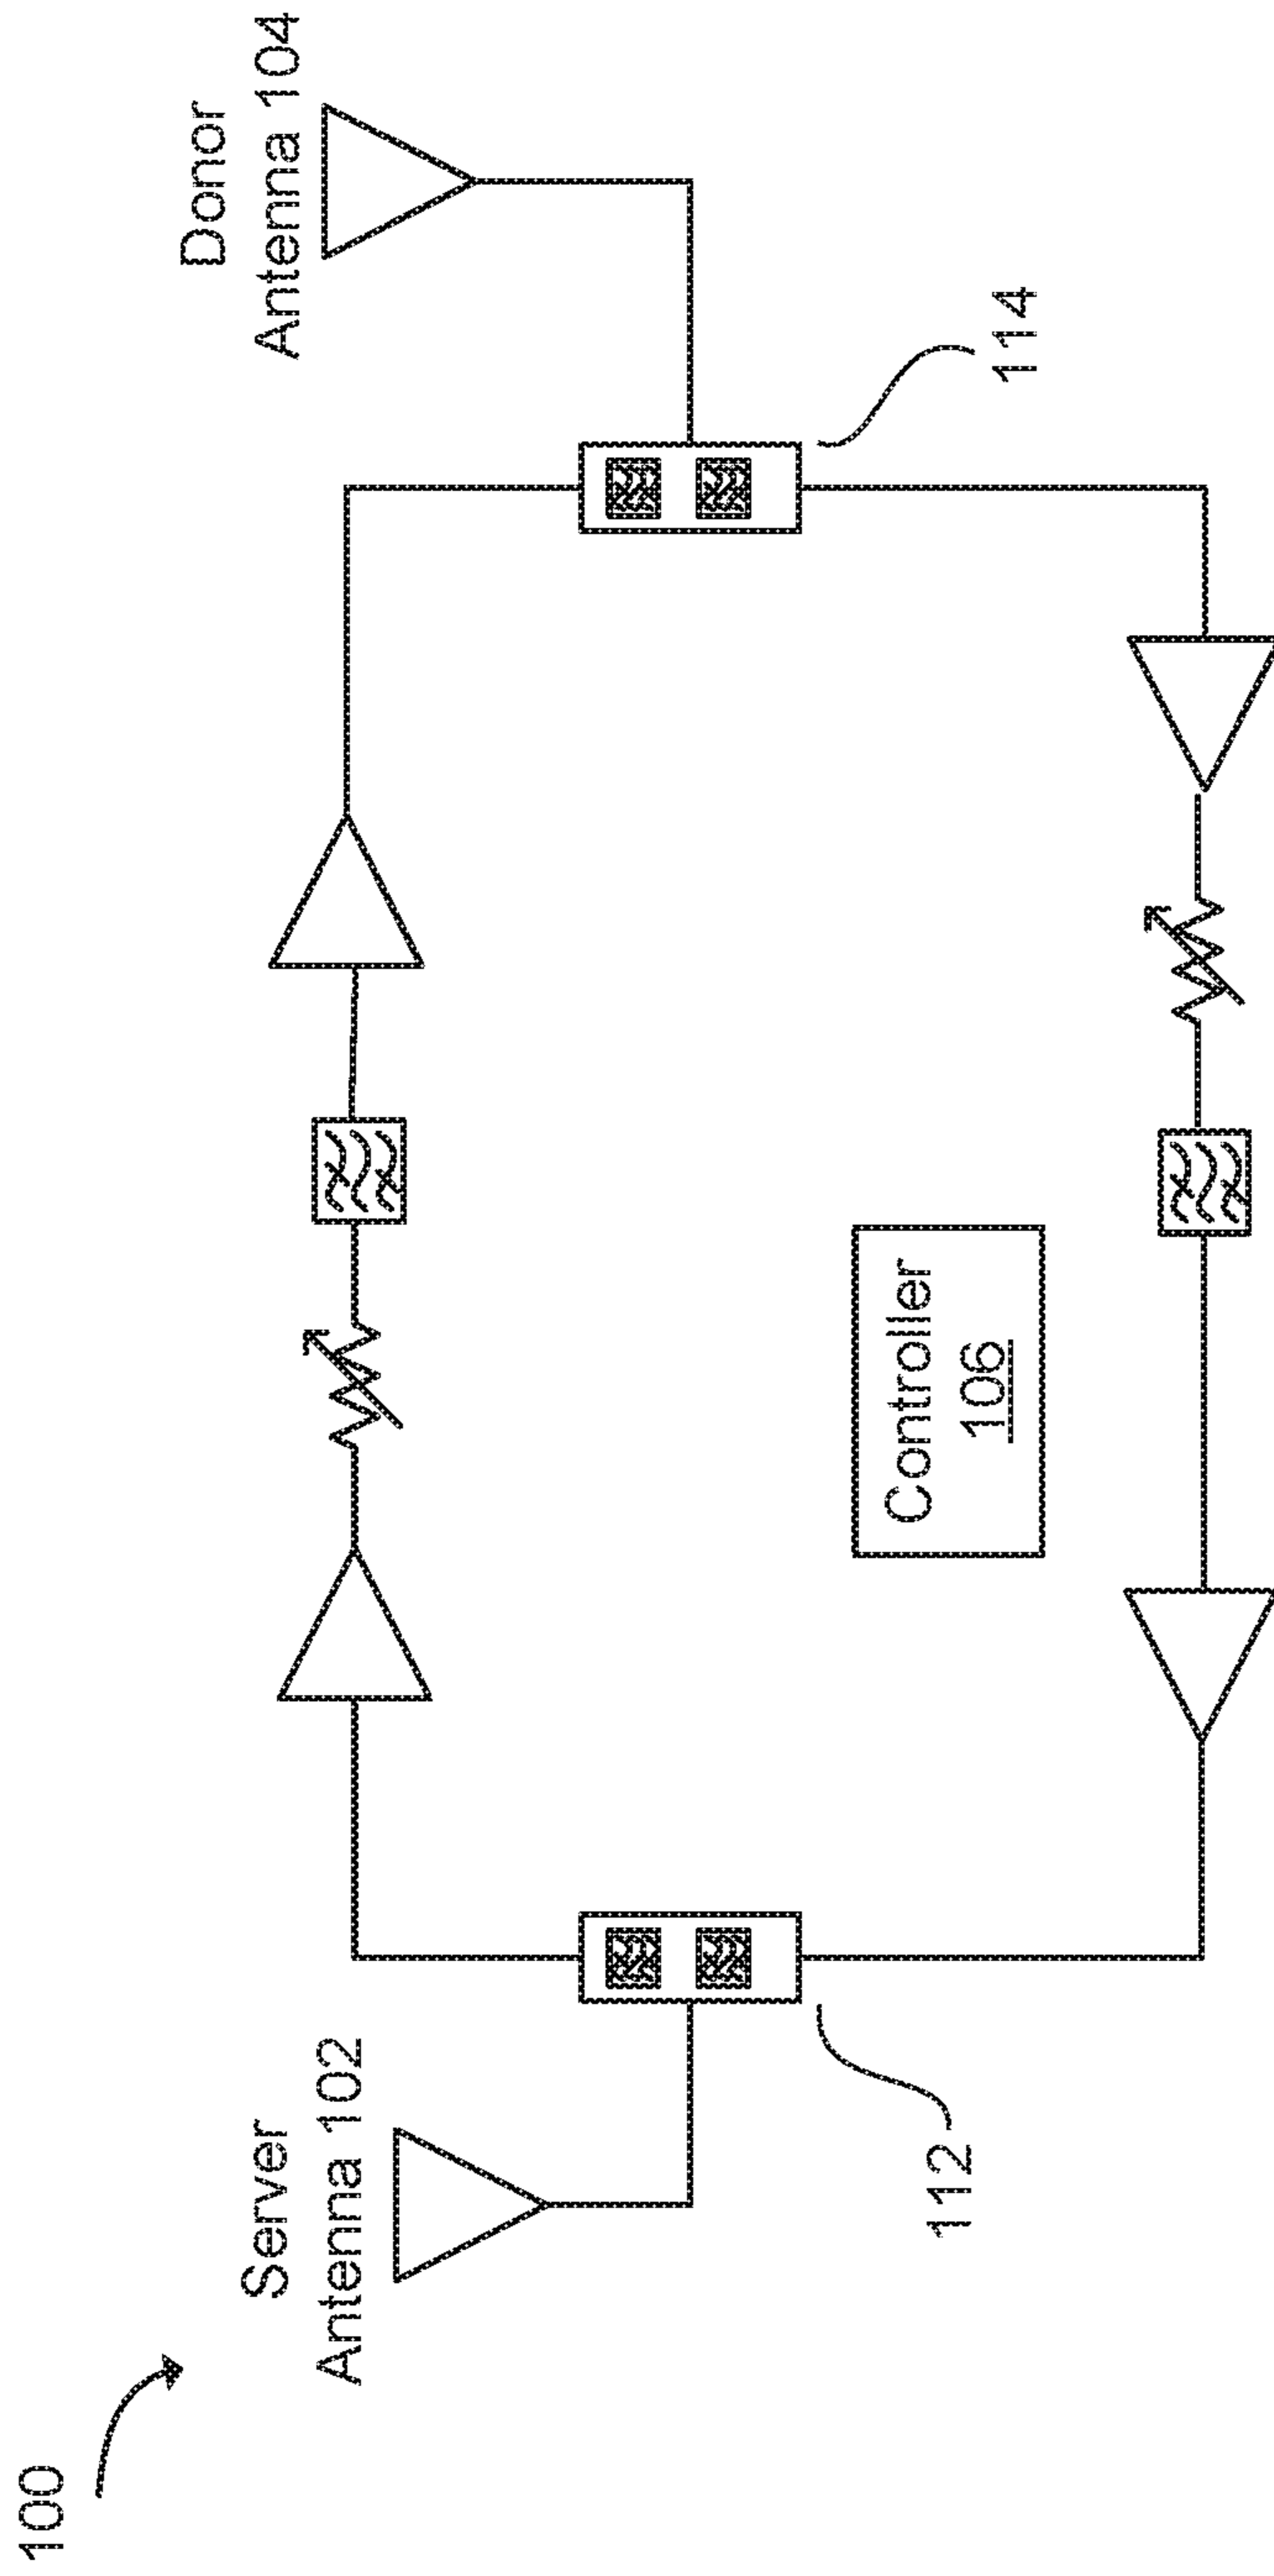 100
Server
Antenna 102
112
Controller
106
Donor
Antenna 104
114